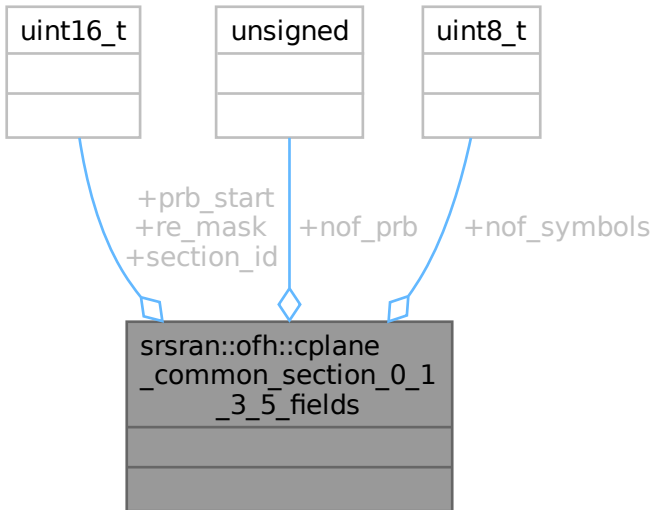 uint16_t
unsigned
uint8_t
+prb_start
+re_mask
+section_id
+nof_prb
+nof_symbols
srsran::ofh::cplane
_common_section_0_1
_3_5_fields